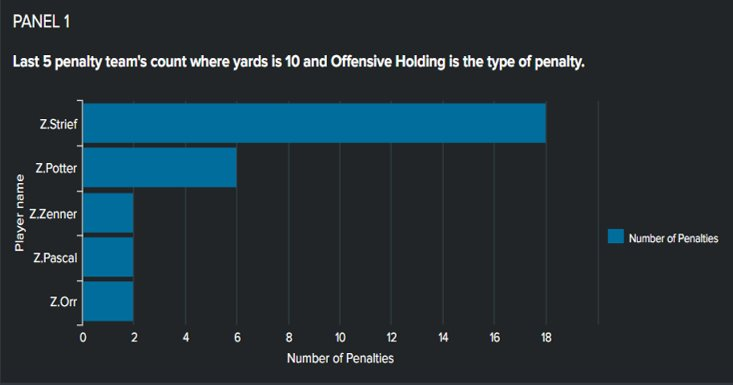 PANEL 1
Last 5 penalty team's count where yards is 10 and Offensive Holding is the type of penalty.
Player name
Z.Strief
Z.Potter
Z.Zenner
Z.Pascal
Z.Orr
0 2 4 6 8 10 12 14 16 18
Number of Penalties
Number of Penalties